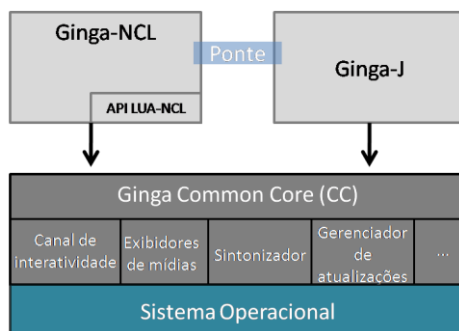 Ginga-NCL
Ponte
Ginga-J
API LUA-NCL
Ginga Common Core (CC)
Canal de
interatividade
Exibidores
de mídias
Sintonizador
Gerenciador
de
atualizações
...
Sistema Operacional